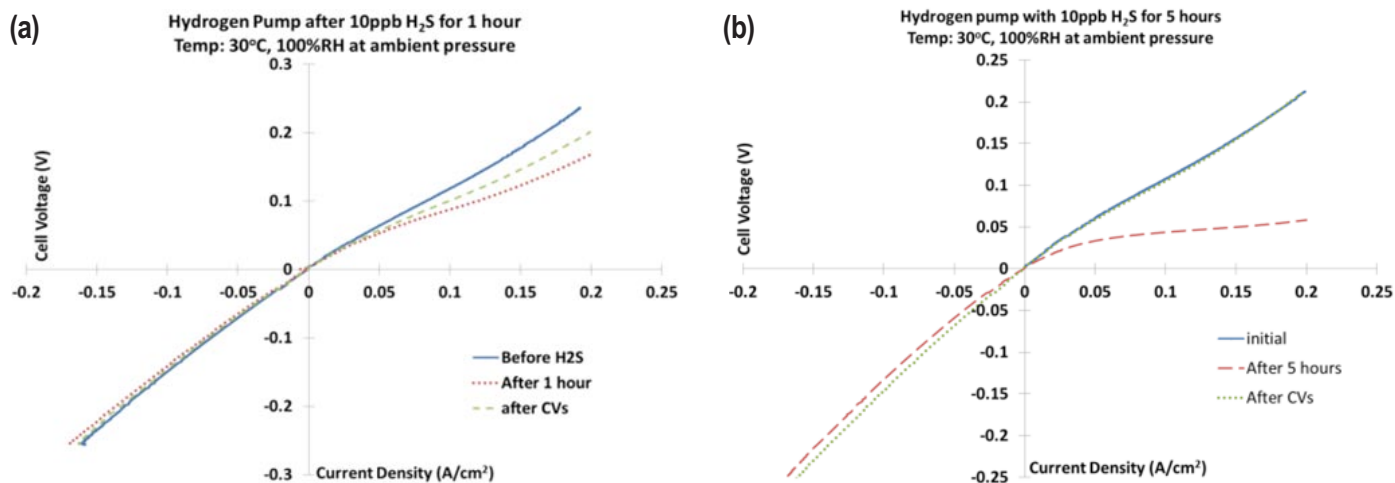 (a)
Hydrogen Pump after 10ppb H₂S for 1 hour
Temp: 30°C, 100%RH at ambient pressure
Cell Voltage (V)
0.3
0.2
0.1
0
-0.1
-0.2
-0.3
-0.2 -0.15 -0.1 -0.05 0 0.05 0.1 0.15 0.2 0.25
Before H2S
After 1 hour
after CVs
Current Density (A/cm²)
(b)
Hydrogen pump with 10ppb H₂S for 5 hours
Temp: 30°C, 100%RH at ambient pressure
Cell Voltage (V)
0.25
0.2
0.15
0.1
0.05
0
-0.05
-0.1
-0.15
-0.2
-0.25
-0.2 -0.15 -0.1 -0.05 0 0.05 0.1 0.15 0.2 0.25
initial
After 5 hours
After CVs
Current Density (A/cm²)